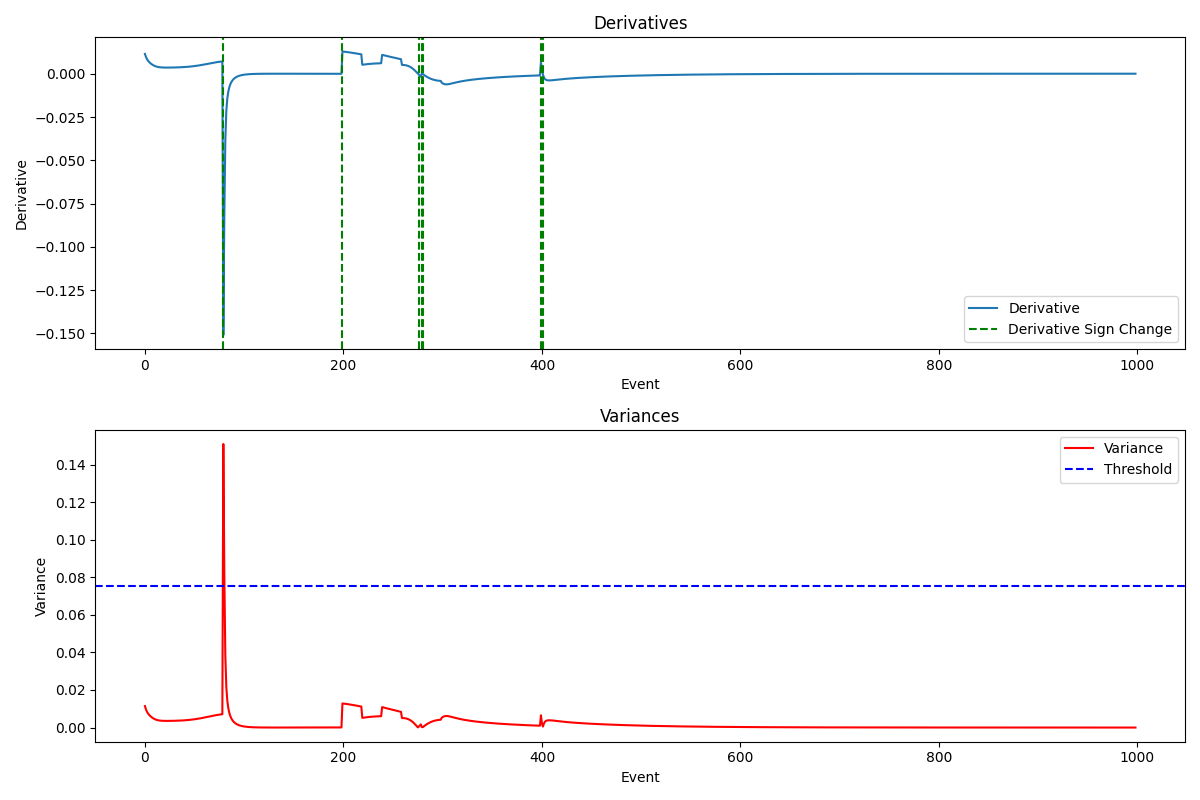 Derivatives
Derivative
0.000
−0.025
−0.050
−0.075
−0.100
−0.125
−0.150
Derivative
Derivative Sign Change
0 200 400 600 800 1000
Event
Variances
Variance
0.14
0.12
0.10
0.08
0.06
0.04
0.02
0.00
Variance
Threshold
0 200 400 600 800 1000
Event